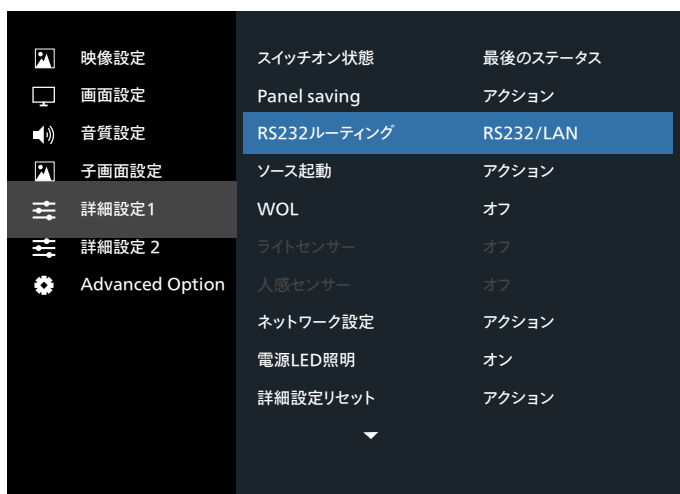 映像設定
画面設定
音質設定
子画面設定
詳細設定1
詳細設定 2
Advanced Option
スイッチオン状態 最後のステータス
Panel saving アクション
RS232ルーティング RS232/LAN
ソース起動 アクション
WOL オフ
ライトセンサー オフ
人感センサー オフ
ネットワーク設定 アクション
電源LED照明 オン
詳細設定リセット アクション